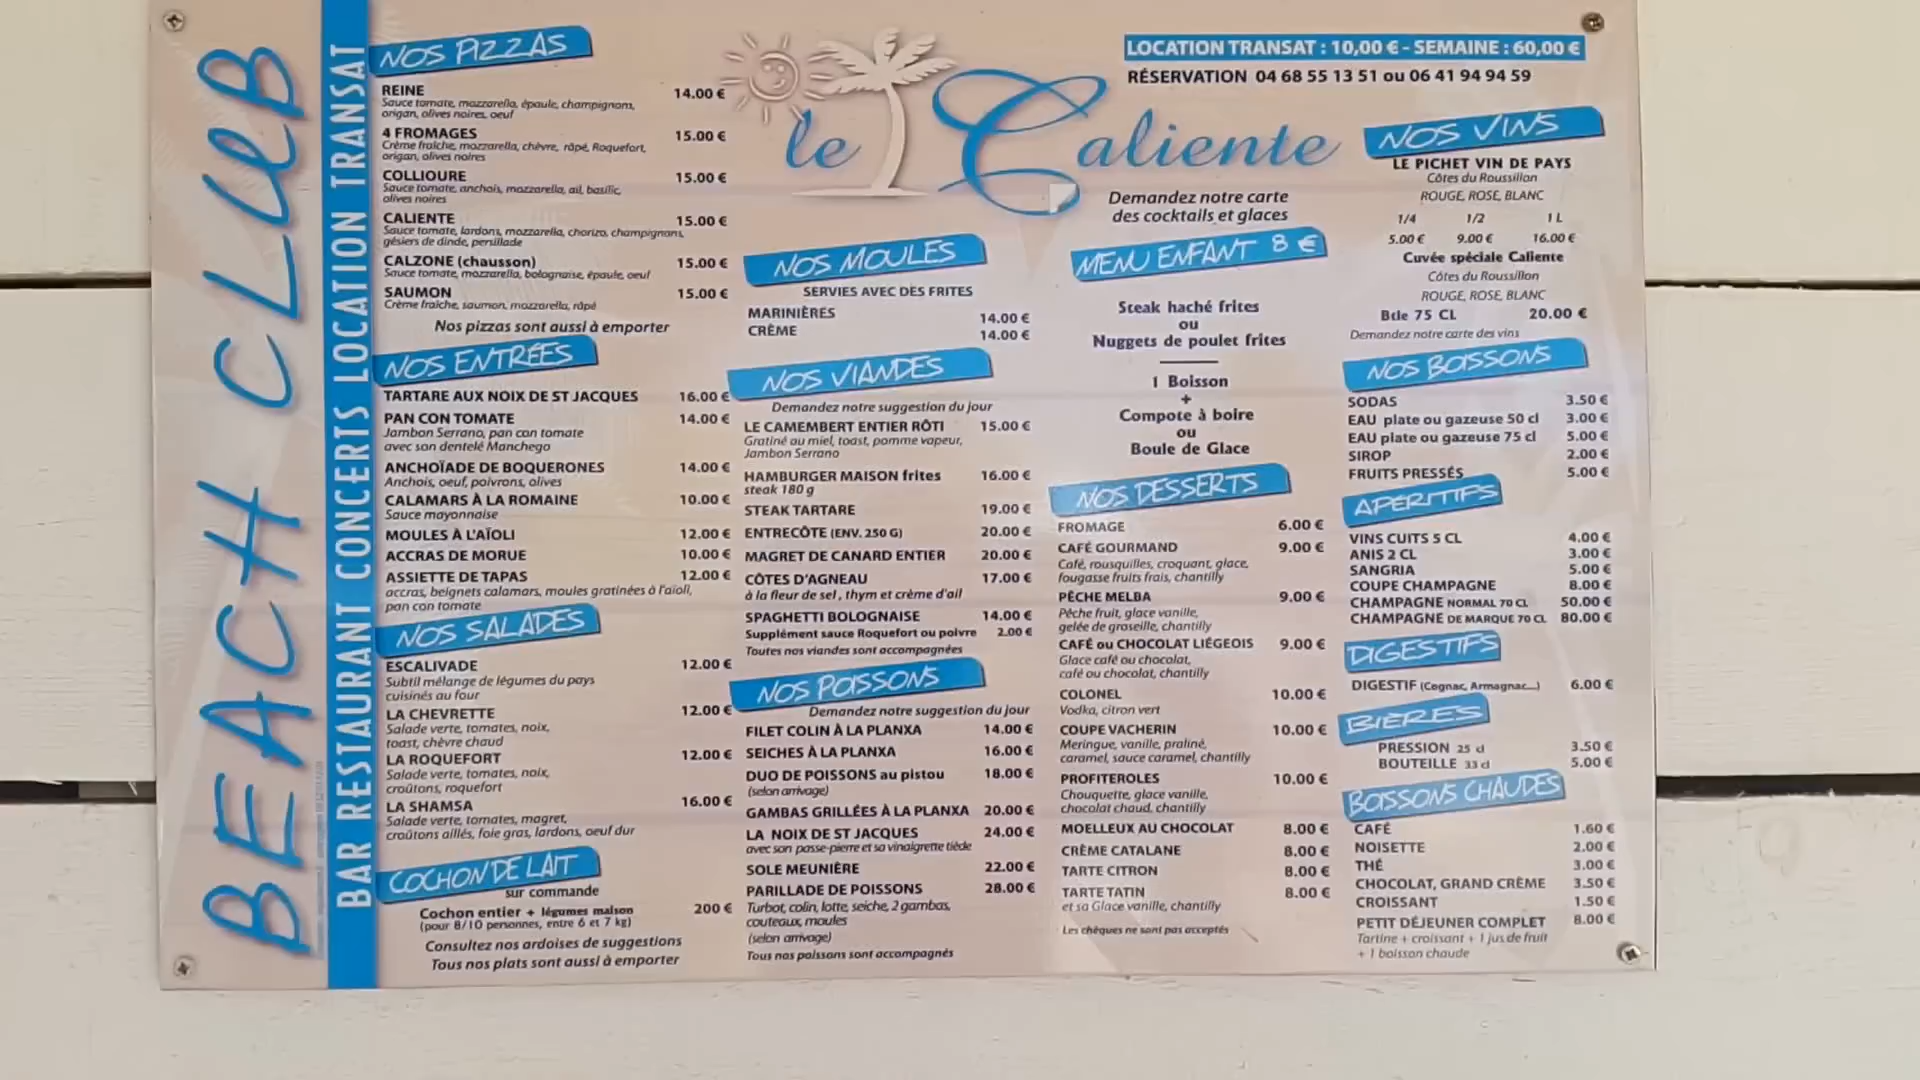 BEACH CLUB
BAR RESTAURANT CONCERTS LOCATION TRANSAT
NOS PIZZAS
REINE 14.00 €
Sauce tomate, mozzarella, épaule, champignons,
origan, olives noires, oeuf
4 FROMAGES 15.00 €
Crème fraîche, mozzarella, chèvre, râpé, Roquefort,
origan, olives noires
COLLIOURE 15.00 €
Sauce tomate, anchois, mozzarella, ail, basilic,
olives noires
CALIENTE 15.00 €
Sauce tomate, lardons, mozzarella, chorizo, champignons,
gésiers de dinde, persillade
CALZONE (chausson) 15.00 €
Sauce tomate, mozzarella, bolognaise, épaule, oeuf
SAUMON 15.00 €
Crème fraîche, saumon, mozzarella, râpé
Nos pizzas sont aussi à emporter
NOS ENTRÉES
TARTARE AUX NOIX DE ST JACQUES 16.00 €
PAN CON TOMATE 14.00 €
Jambon Serrano, pan con tomate
avec son dentelé Manchego
ANCHOÏADE DE BOQUERONES 14.00 €
Anchois, oeuf, poivrons, olives
CALAMARS À LA ROMAINE 10.00 €
Sauce mayonnaise
MOULES À L'AÏOLI 12.00 €
ACCRAS DE MORUE 10.00 €
ASSIETTE DE TAPAS 12.00 €
accras, beignets calamars, moules gratinées à l'aïoli,
pan con tomate
NOS SALADES
ESCALIVADE 12.00 €
Subtil mélange de légumes du pays
cuisinés au four
LA CHEVRETTE 12.00 €
Salade verte, tomates, noix,
toast, chèvre chaud
LA ROQUEFORT 12.00 €
Salade verte, tomates, noix,
croûtons, roquefort
LA SHAMSA 16.00 €
Salade verte, tomates, magret,
croûtons aillés, foie gras, lardons, oeuf dur
COCHON DE LAIT
sur commande
Cochon entier + légumes maison 200 €
(pour 8/10 personnes, entre 6 et 7 kg)
Consultez nos ardoises de suggestions
Tous nos plats sont aussi à emporter
le Caliente
NOS MOULES
SERVIES AVEC DES FRITES
MARINIÈRES 14.00 €
CRÈME 14.00 €
NOS VIANDES
Demandez notre suggestion du jour
LE CAMEMBERT ENTIER RÔTI 15.00 €
Gratiné au miel, toast, pomme vapeur,
Jambon Serrano
HAMBURGER MAISON frites 16.00 €
steak 180 g
STEAK TARTARE 19.00 €
ENTRECÔTE (ENV. 250 G) 20.00 €
MAGRET DE CANARD ENTIER 20.00 €
CÔTES D'AGNEAU 17.00 €
à la fleur de sel, thym et crème d'ail
SPAGHETTI BOLOGNAISE 14.00 €
Supplément sauce Roquefort ou poivre 2.00 €
Toutes nos viandes sont accompagnées
NOS POISSONS
Demandez notre suggestion du jour
FILET COLIN À LA PLANXA 14.00 €
SEICHES À LA PLANXA 16.00 €
DUO DE POISSONS au pistou 18.00 €
(selon arrivage)
GAMBAS GRILLÉES À LA PLANXA 20.00 €
LA NOIX DE ST JACQUES 24.00 €
avec son passe-pierre et sa vinaigrette tiède
SOLE MEUNIÈRE 22.00 €
PARILLADE DE POISSONS 28.00 €
Turbot, colin, lotte, seiche, 2 gambas,
couteaux, moules
(selon arrivage)
Tous nos poissons sont accompagnés
LOCATION TRANSAT : 10,00 € - SEMAINE : 60,00 €
RÉSERVATION 04 68 55 13 51 ou 06 41 94 94 59
Demandez notre carte
des cocktails et glaces
MENU ENFANT 8 €
Steak haché frites
ou
Nuggets de poulet frites
1 Boisson
+
Compote à boire
ou
Boule de Glace
NOS DESSERTS
FROMAGE 6.00 €
CAFÉ GOURMAND 9.00 €
Café, rousquilles, croquant, glace,
fougasse fruits frais, chantilly
PÊCHE MELBA 9.00 €
Pêche fruit, glace vanille,
gelée de groseille, chantilly
CAFÉ ou CHOCOLAT LIÉGEOIS 9.00 €
Glace café ou chocolat,
café ou chocolat, chantilly
COLONEL 10.00 €
Vodka, citron vert
COUPE VACHERIN 10.00 €
Meringue, vanille, praliné,
caramel, sauce caramel, chantilly
PROFITEROLES 10.00 €
Chouquette, glace vanille,
chocolat chaud, chantilly
MOELLEUX AU CHOCOLAT 8.00 €
CRÈME CATALANE 8.00 €
TARTE CITRON 8.00 €
TARTE TATIN 8.00 €
et sa Glace vanille, chantilly
Les chèques ne sont pas acceptés
NOS VINS
LE PICHET VIN DE PAYS
Côtes du Roussillon
ROUGE, ROSE, BLANC
1/4 1/2 1 L
5.00 € 9.00 € 16.00 €
Cuvée spéciale Caliente
Côtes du Roussillon
ROUGE, ROSE, BLANC
Btle 75 CL 20.00 €
Demandez notre carte des vins
NOS BOISSONS
SODAS 3.50 €
EAU plate ou gazeuse 50 cl 3.00 €
EAU plate ou gazeuse 75 cl 5.00 €
SIROP 2.00 €
FRUITS PRESSÉS 5.00 €
APERITIFS
VINS CUITS 5 CL 4.00 €
ANIS 2 CL 3.00 €
SANGRIA 5.00 €
COUPE CHAMPAGNE 8.00 €
CHAMPAGNE NORMAL 70 CL 50.00 €
CHAMPAGNE DE MARQUE 70 CL 80.00 €
DIGESTIFS
DIGESTIF (Cognac, Armagnac...) 6.00 €
BIÈRES
PRESSION 25 cl 3.50 €
BOUTEILLE 33 cl 5.00 €
BOISSONS CHAUDES
CAFÉ 1.60 €
NOISETTE 2.00 €
THÉ 3.00 €
CHOCOLAT, GRAND CRÈME 3.50 €
CROISSANT 1.50 €
PETIT DÉJEUNER COMPLET 8.00 €
Tartine + croissant + 1 jus de fruit
+ 1 boisson chaude